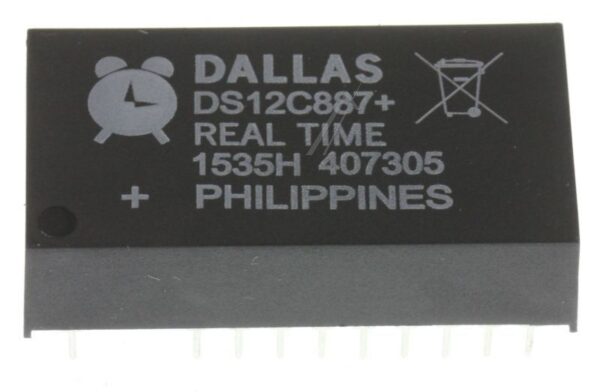 DALLAS
DS12C887+
REAL TIME
1535H 407305
+ PHILIPPINES